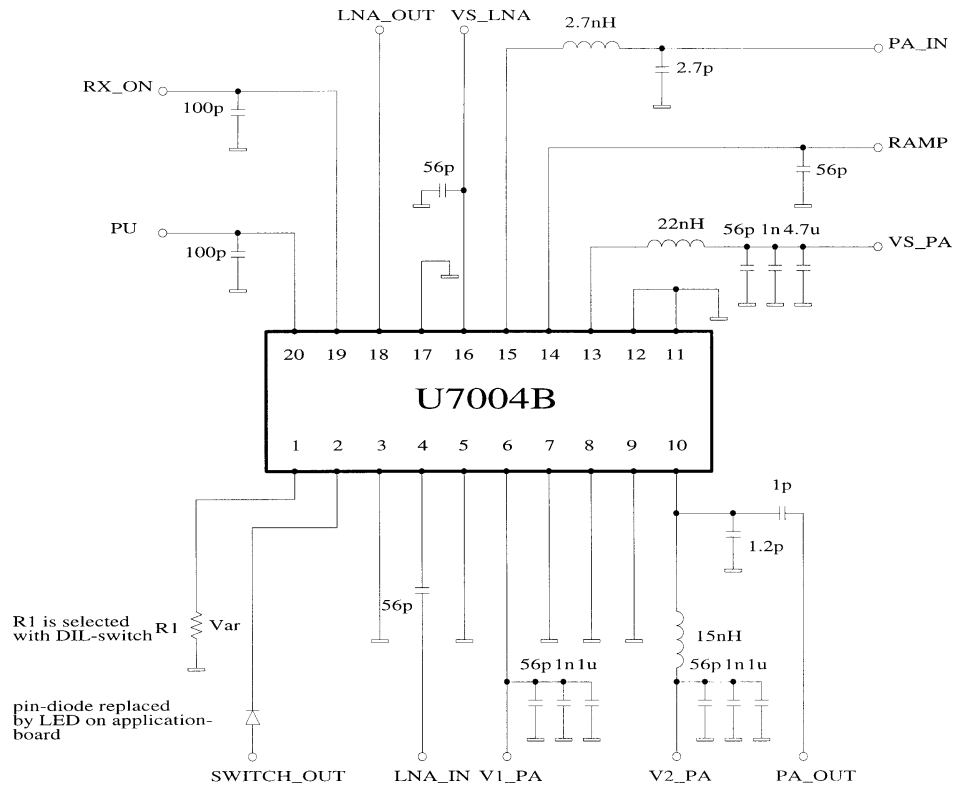 LNA_OUT VS_LNA
2.7nH
PA_IN
2.7p
RX_ON
100p
RAMP
56p
56p
PU
100p
22nH
56p 1n 4.7u
VS_PA
20 19 18 17 16 15 14 13 12 11
U7004B
1 2 3 4 5 6 7 8 9 10
1p
1.2p
56p
R1 is selected
with DIL-switch
R1
Var
15nH
56p 1n 1u
56p 1n 1u
pin-diode replaced
by LED on application-
board
SWITCH_OUT LNA_IN V1_PA V2_PA PA_OUT